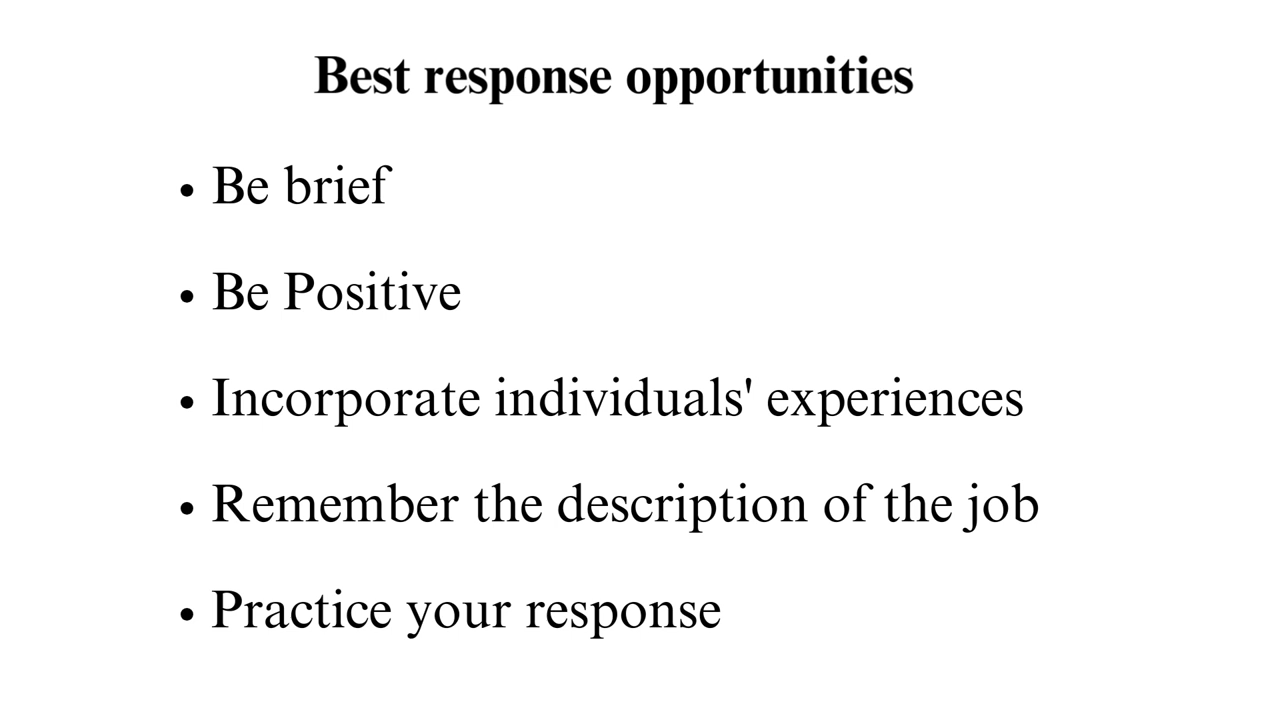 Best response opportunities
• Be brief
• Be Positive
• Incorporate individuals' experiences
• Remember the description of the job
• Practice your response